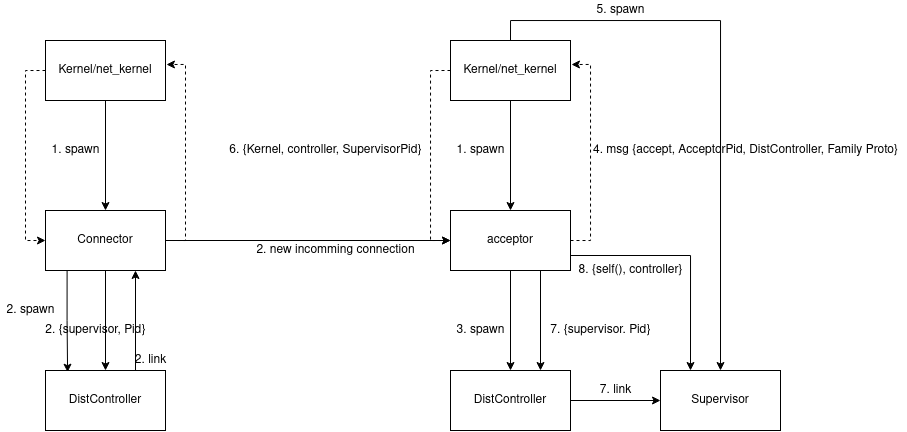 5. spawn
Kernel/net_kernel
Kernel/net_kernel
1. spawn
6. {Kernel, controller, SupervisorPid}
1. spawn
4. msg {accept, AcceptorPid, DistController, Family Proto}
Connector
acceptor
2. new incomming connection
8. {self(), controller}
2. spawn
2. {supervisor, Pid}
3. spawn
7. {supervisor. Pid}
2. link
DistController
DistController
7. link
Supervisor